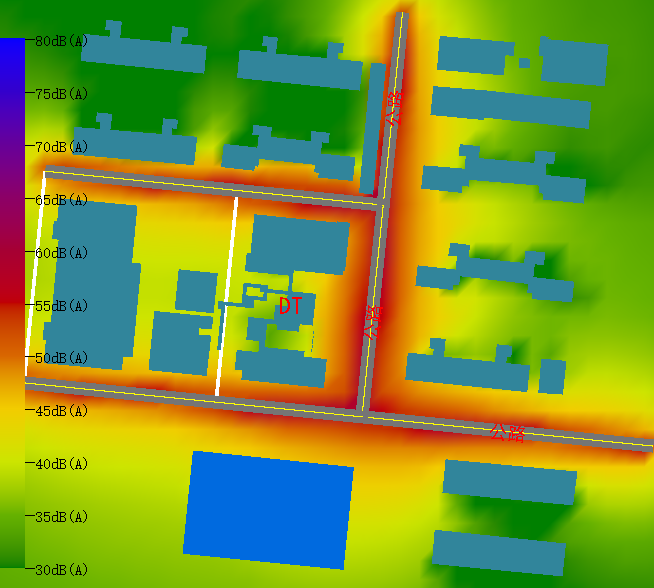 80dB(A)
75dB(A)
公路
70dB(A)
65dB(A)
60dB(A)
55dB(A)
DT
公路
50dB(A)
45dB(A)
公路
40dB(A)
35dB(A)
30dB(A)